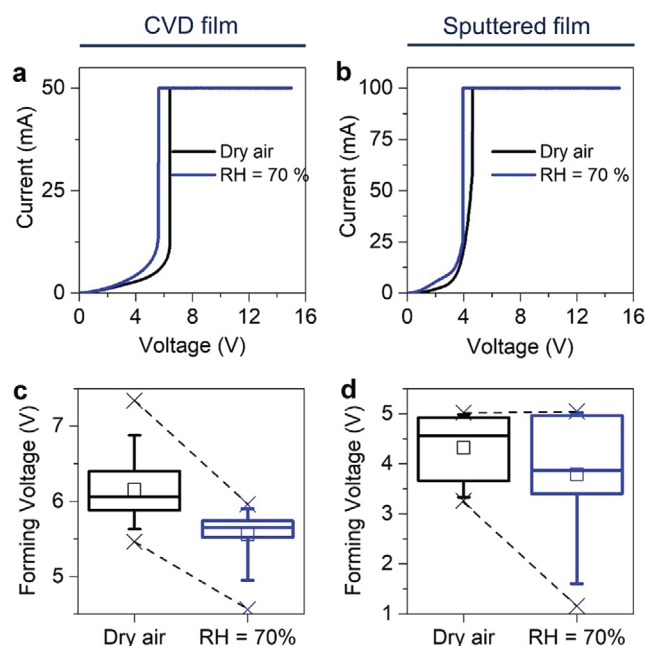 CVD film
Sputtered film
a
50
25
0
Current (mA)
Dry air
RH = 70 %
0 4 8 12 16
Voltage (V)
b
100
75
50
25
0
Current (mA)
Dry air
RH = 70 %
0 4 8 12 16
Voltage (V)
c
7
6
5
Forming Voltage (V)
Dry air RH = 70%
d
5
4
3
2
1
Forming Voltage (V)
Dry air RH = 70%